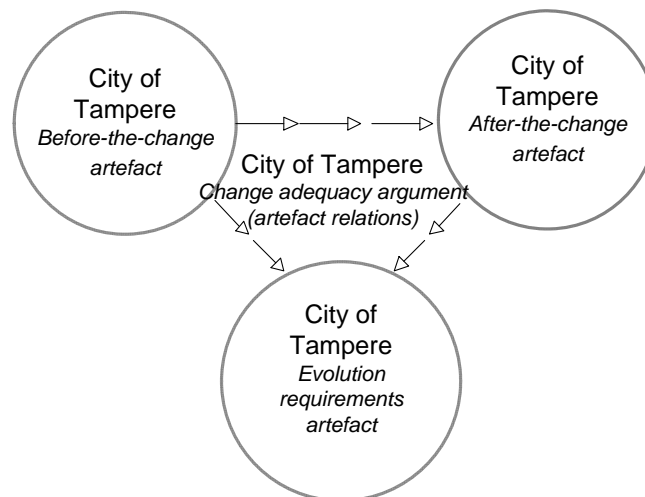 City of
Tampere
Before-the-change
artefact
City of
Tampere
After-the-change
artefact
City of Tampere
Change adequacy argument
(artefact relations)
City of
Tampere
Evolution
requirements
artefact